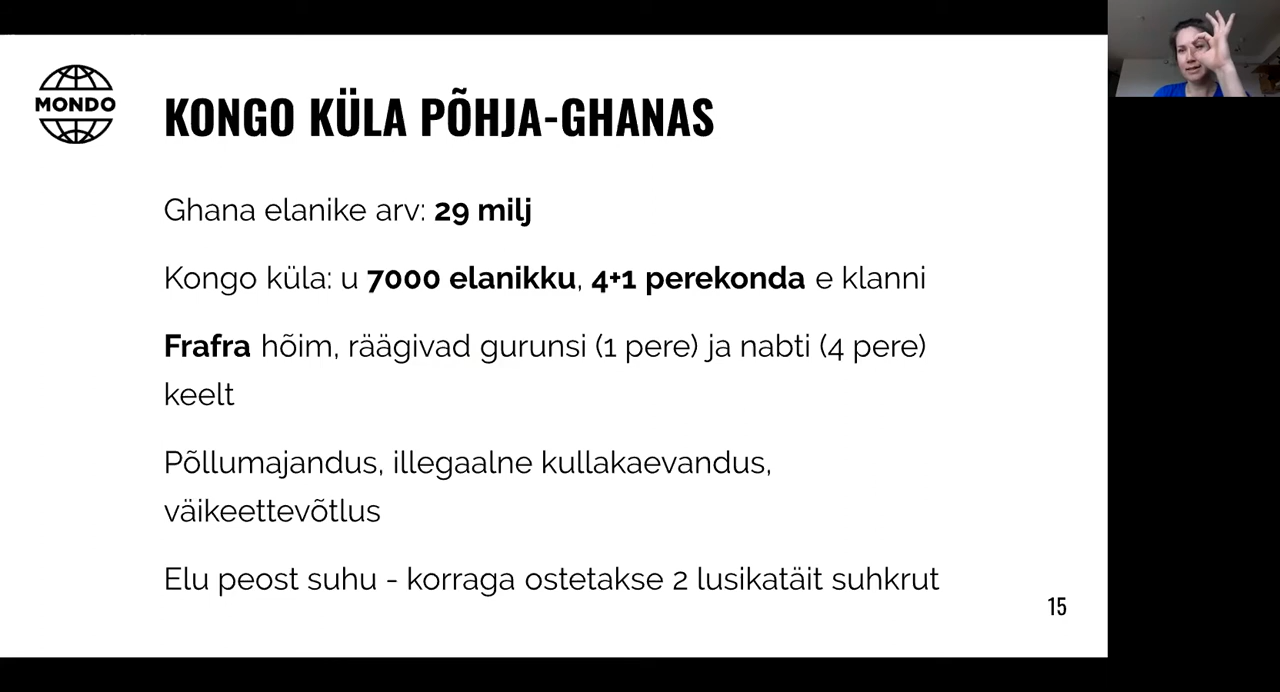 MONDO
KONGO KÜLA PÕHJA-GHANAS
Ghana elanike arv: 29 milj
Kongo küla: u 7000 elanikku, 4+1 perekonda e klanni
Frafra hõim, räägivad gurunsi (1 pere) ja nabti (4 pere)
keelt
Põllumajandus, illegaalne kullakaevandus,
väikeettevõtlus
Elu peost suhu - korraga ostetakse 2 lusikatäit suhkrut
15